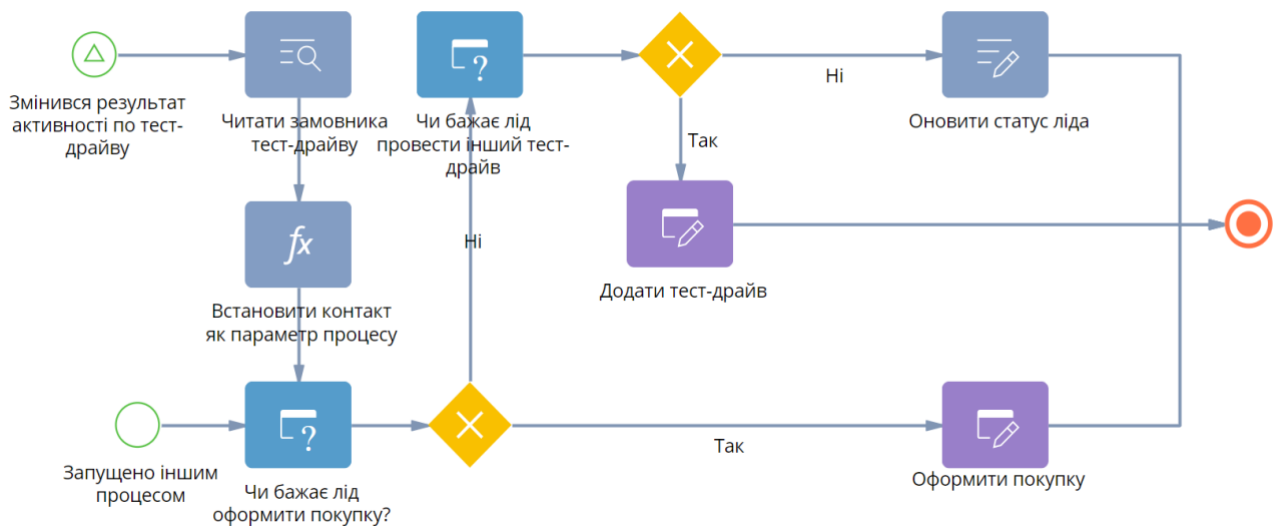 Змінився результат
активності по тест-
драйву
Читати замовника
тест-драйву
Чи бажає лід
провести інший тест-
драйв
Ні
Оновити статус ліда
Так
Додати тест-драйв
fx
Встановити контакт
як параметр процесу
Ні
Запущено іншим
процесом
Чи бажає лід
оформити покупку?
Так
Оформити покупку